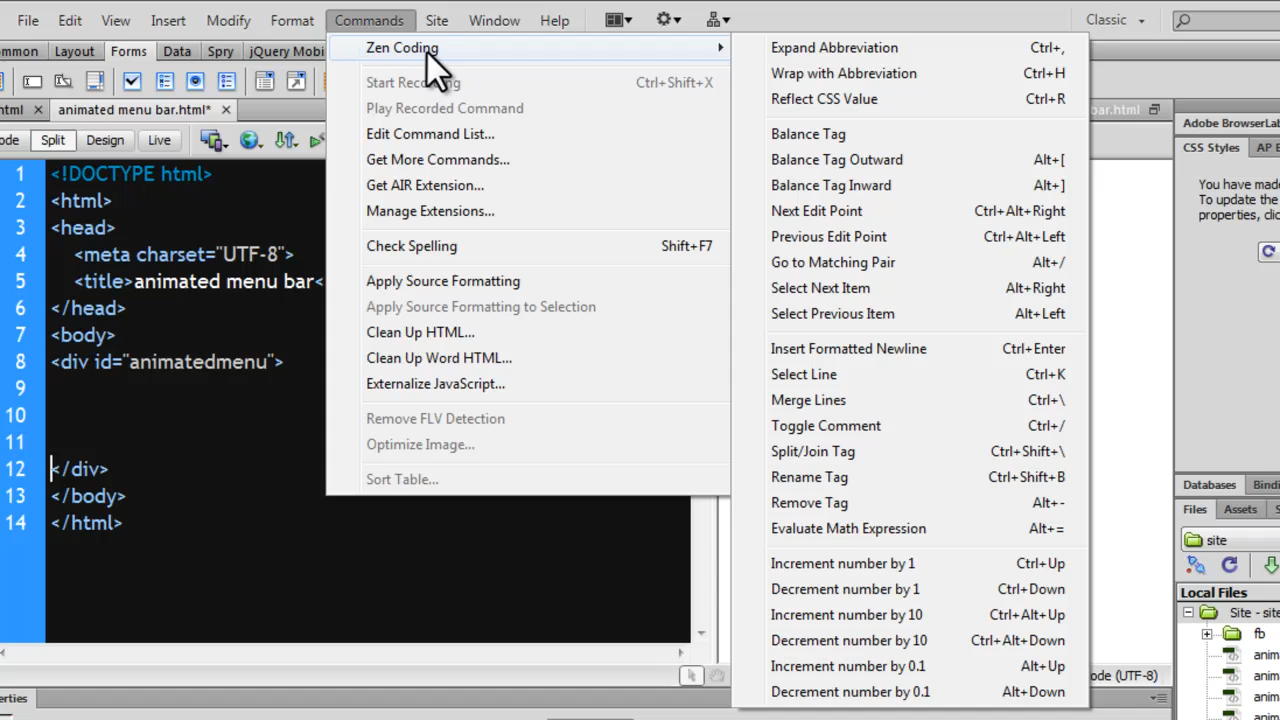 File Edit View Insert Modify Format Commands Site Window Help Classic
Layout Forms Data Spry jQuery Mobi
html animated menu bar.html* bar.html
Split Design Live
Adobe BrowserLab
CSS Styles AP E
You have made
To update the
properties, clic
Zen Coding
Start Recording Ctrl+Shift+X
Play Recorded Command
Edit Command List...
Get More Commands...
Get AIR Extension...
Manage Extensions...
Check Spelling Shift+F7
Apply Source Formatting
Apply Source Formatting to Selection
Clean Up HTML...
Clean Up Word HTML...
Externalize JavaScript...
Remove FLV Detection
Optimize Image...
Sort Table...
Expand Abbreviation Ctrl+,
Wrap with Abbreviation Ctrl+H
Reflect CSS Value Ctrl+R
Balance Tag
Balance Tag Outward Alt+[
Balance Tag Inward Alt+]
Next Edit Point Ctrl+Alt+Right
Previous Edit Point Ctrl+Alt+Left
Go to Matching Pair Alt+/
Select Next Item Alt+Right
Select Previous Item Alt+Left
Insert Formatted Newline Ctrl+Enter
Select Line Ctrl+K
Merge Lines Ctrl+\
Toggle Comment Ctrl+/
Split/Join Tag Ctrl+Shift+\
Rename Tag Ctrl+Shift+B
Remove Tag Alt+-
Evaluate Math Expression Alt+=
Increment number by 1 Ctrl+Up
Decrement number by 1 Ctrl+Down
Increment number by 10 Ctrl+Alt+Up
Decrement number by 10 Ctrl+Alt+Down
Increment number by 0.1 Alt+Up
Decrement number by 0.1 Alt+Down
1 <!DOCTYPE html>
2 <html>
3 <head>
4 <meta charset="UTF-8">
5 <title>animated menu bar<
6 </head>
7 <body>
8 <div id="animatedmenu">
9
10
11
12 </div>
13 </body>
14 </html>
Databases Bindi
Files Assets S
site
Local Files
Site - site
fb
anim
anim
anim
anim
ode (UTF-8)
erties